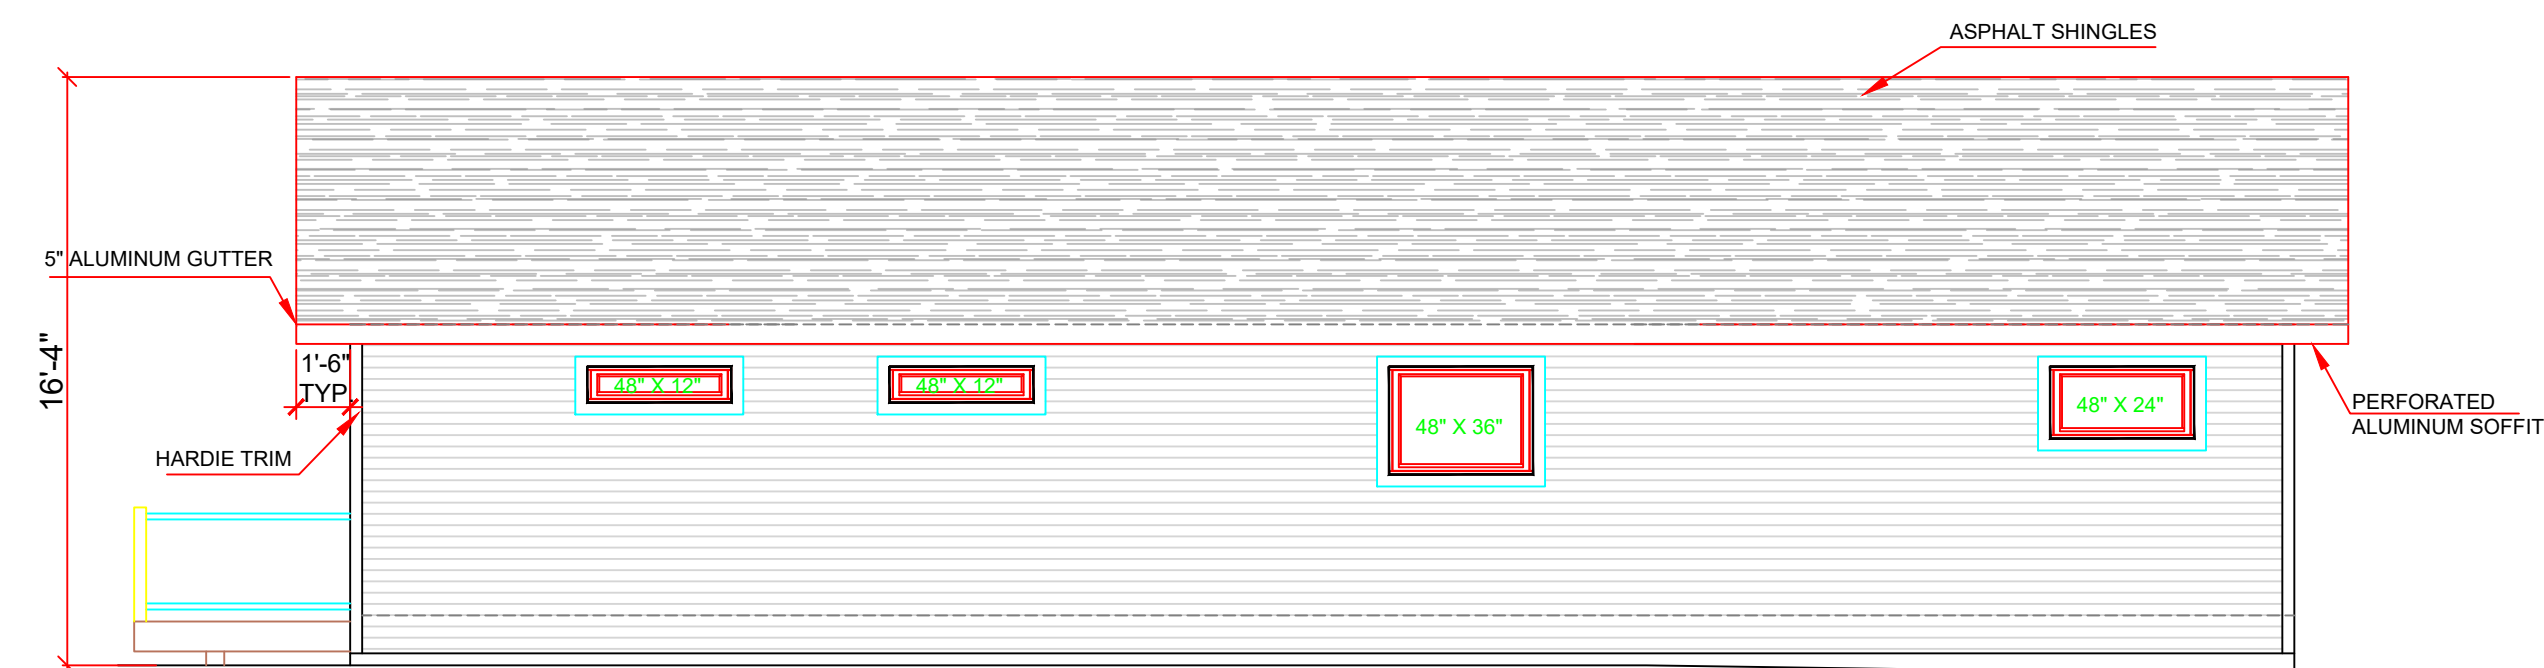 ASPHALT SHINGLES
5" ALUMINUM GUTTER
16'-4"
1'-6"
TYP.
48" X 12"
48" X 12"
48" X 36"
48" X 24"
PERFORATED
ALUMINUM SOFFIT
HARDIE TRIM